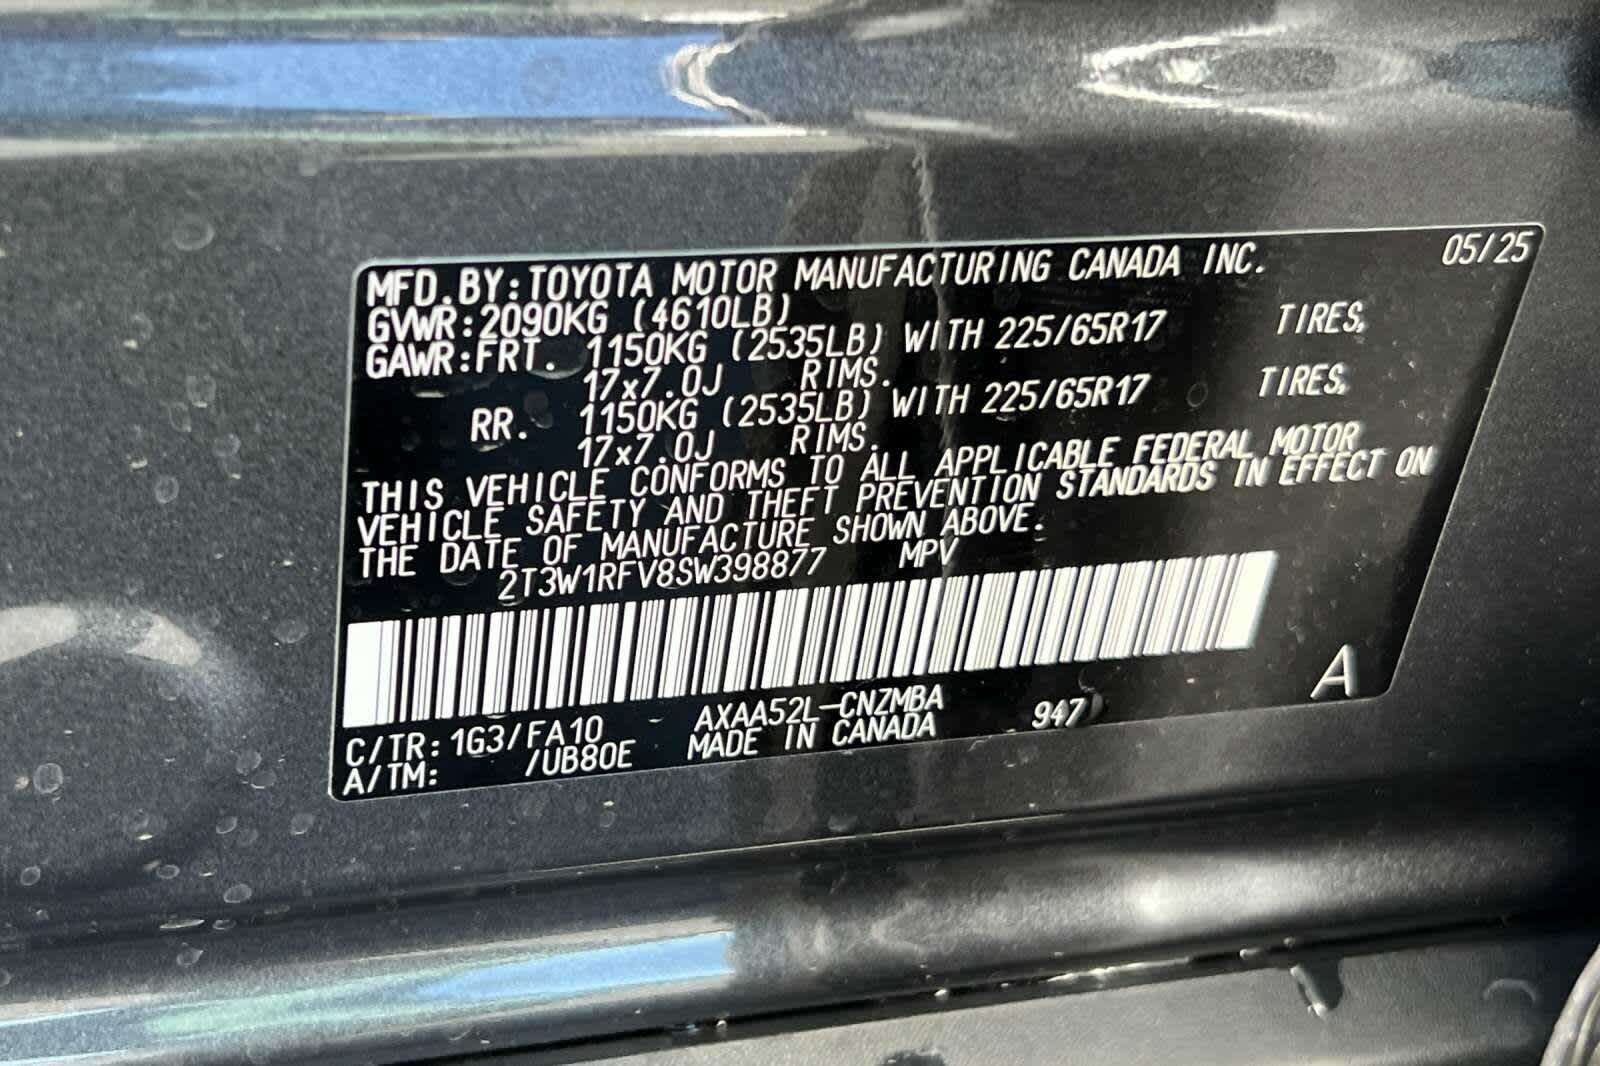 05/25
MFD.BY:TOYOTA MOTOR MANUFACTURING CANADA INC.
GVWR:2090KG (4610LB)
GAWR:FRT. 1150KG (2535LB) WITH 225/65R17 TIRES,
17x7.0J RIMS.
RR. 1150KG (2535LB) WITH 225/65R17 TIRES,
17x7.0J RIMS.
THIS VEHICLE CONFORMS TO ALL APPLICABLE FEDERAL MOTOR
VEHICLE SAFETY AND THEFT PREVENTION STANDARDS IN EFFECT ON
THE DATE OF MANUFACTURE SHOWN ABOVE.
2T3W1RFV8SW398877 MPV
A
C/TR:1G3/FA10 - AXAA52L-CNZMBA 947
A/TM: /UB80E MADE IN CANADA